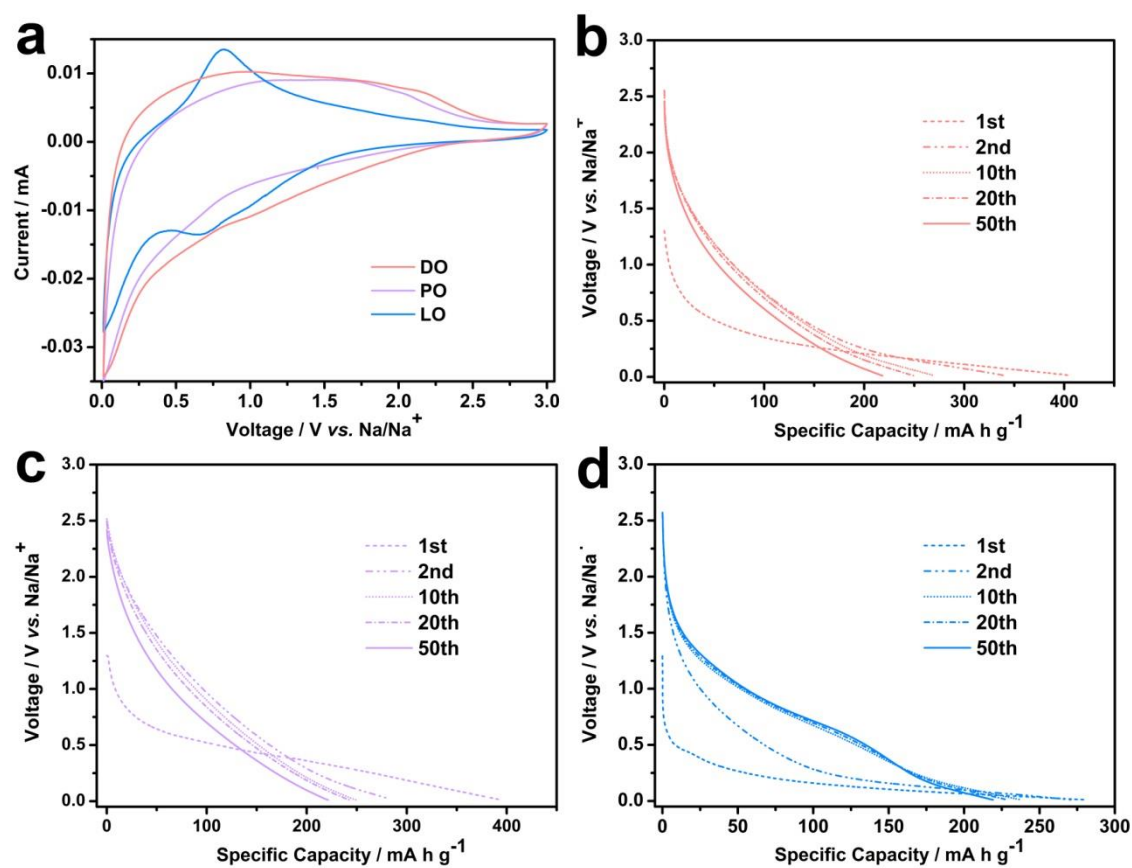 a
0.01
0.00
-0.01
-0.02
-0.03
Current / mA
DO
PO
LO
0.0 0.5 1.0 1.5 2.0 2.5 3.0
Voltage / V vs. Na/Na+
b
3.0
2.5
2.0
1.5
1.0
0.5
0.0
Voltage / V vs. Na/Na
1st
2nd
10th
20th
50th
0 100 200 300 400
Specific Capacity / mA h g-1
c
3.0
2.5
2.0
1.5
1.0
0.5
0.0
Voltage / V vs. Na/Na+
1st
2nd
10th
20th
50th
0 100 200 300 400
Specific Capacity / mA h g-1
d
3.0
2.5
2.0
1.5
1.0
0.5
0.0
Voltage / V vs. Na/Na
1st
2nd
10th
20th
50th
0 50 100 150 200 250 300
Specific Capacity / mA h g-1